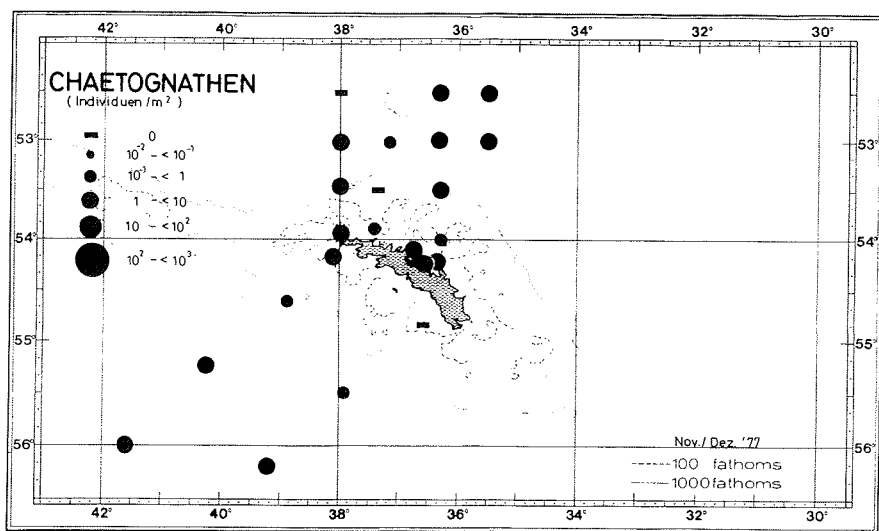 42° 40° 38° 36° 34° 32° 30°
CHAETOGNATHEN
( Individuen /m² )
0
10⁻² - < 10⁻¹
10⁻¹ - < 1
1 - < 10
10 - < 10²
10² - < 10³
53° 53°
54° 54°
55° 55°
56° 56°
Nov./ Dez. '77
100 fathoms
1000 fathoms
42° 40° 38° 36° 34° 32° 30°